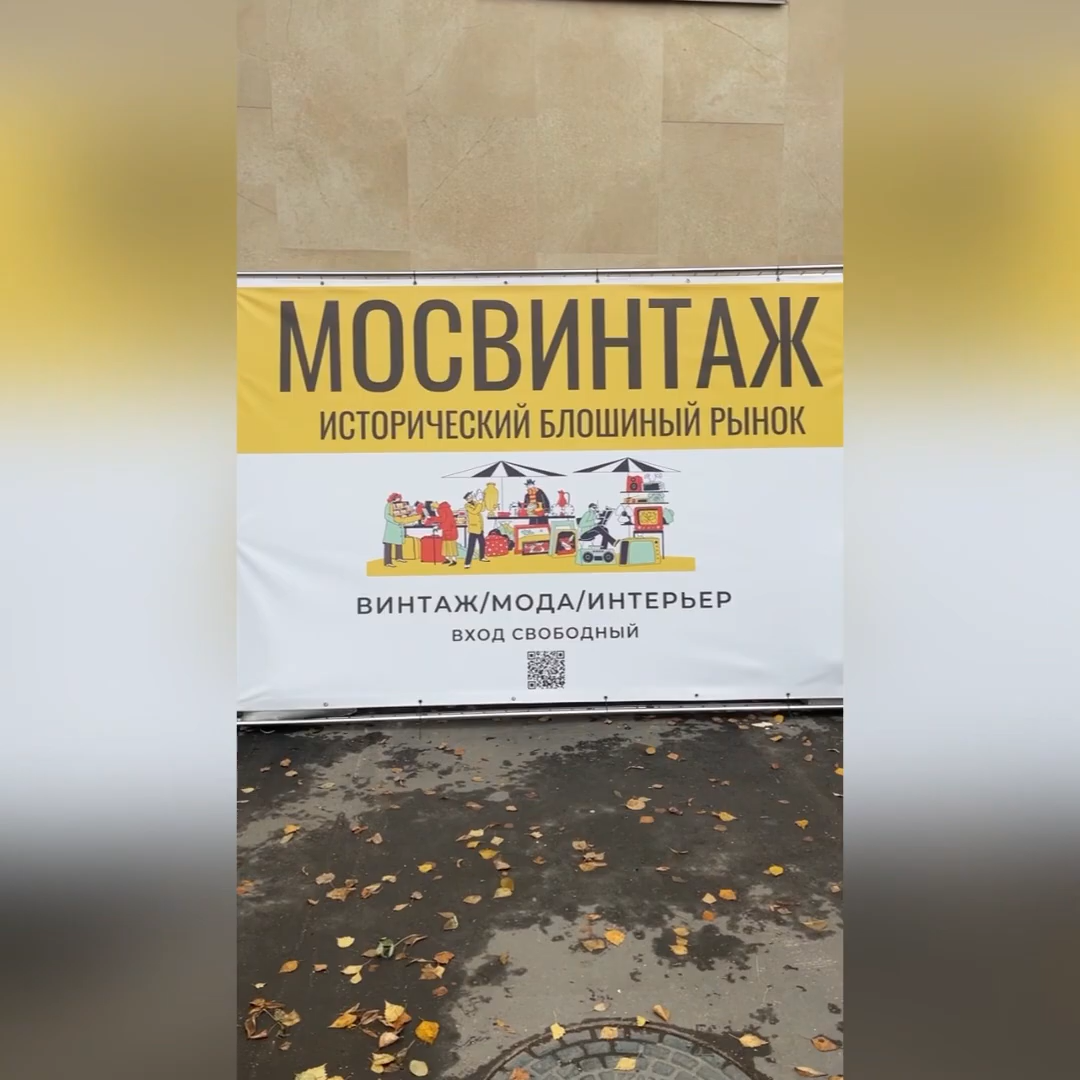 МОСВИНТАЖ
ИСТОРИЧЕСКИЙ БЛОШИНЫЙ РЫНОК
ВИНТАЖ/МОДА/ИНТЕРЬЕР
ВХОД СВОБОДНЫЙ